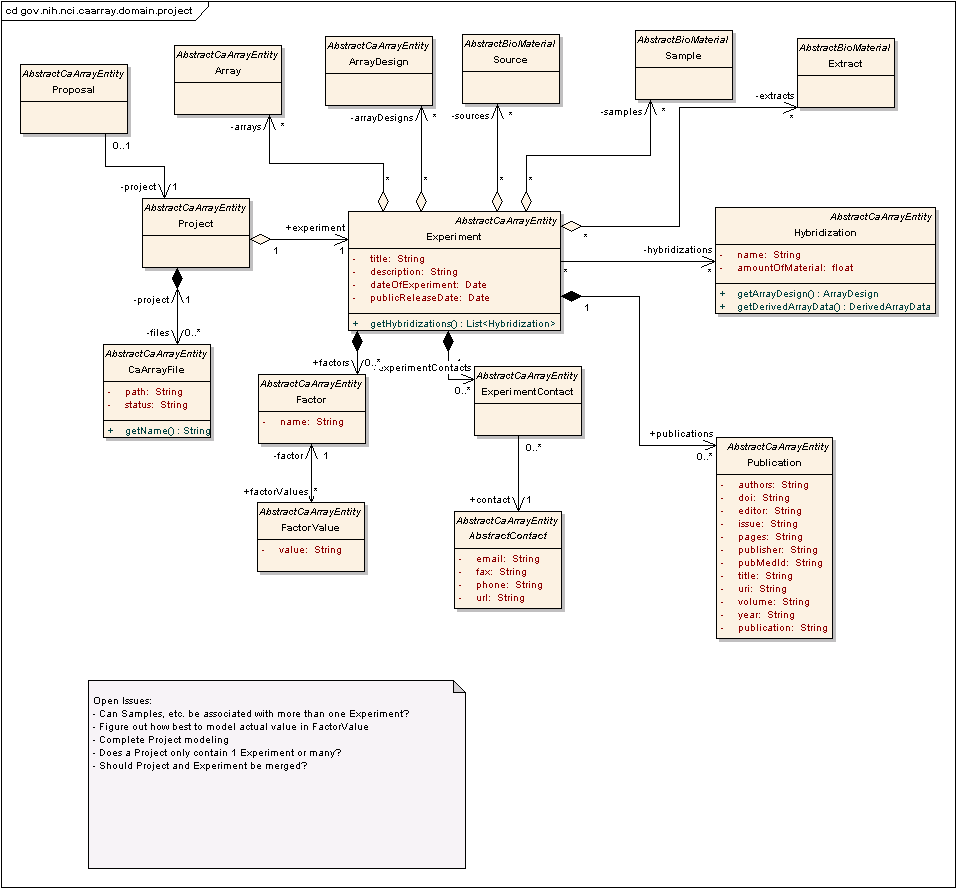 cd gov.nih.nci.caarray.domain.project
AbstractCaArrayEntity
Proposal
AbstractCaArrayEntity
Array
AbstractCaArrayEntity
ArrayDesign
AbstractBioMaterial
Source
AbstractBioMaterial
Sample
AbstractBioMaterial
Extract
0..1
-project
1
-arrays
*
*
-arrayDesigns
*
*
-sources
*
*
-samples
*
*
-extracts
*
*
AbstractCaArrayEntity
Project
+experiment
1
1
AbstractCaArrayEntity
Experiment
- title: String
- description: String
- dateOfExperiment: Date
- publicReleaseDate: Date
+ getHybridizations() : List<Hybridization>
-hybridizations
*
*
AbstractCaArrayEntity
Hybridization
- name: String
- amountOfMaterial: float
+ getArrayDesign() : ArrayDesign
+ getDerivedArrayData() : DerivedArrayData
-project
1
-files
0..*
AbstractCaArrayEntity
CaArrayFile
- path: String
- status: String
+ getName() : String
+factors
0..*
AbstractCaArrayEntity
Factor
- name: String
experimentContacts
0..*
AbstractCaArrayEntity
ExperimentContact
1
+publications
0..*
-factor
1
+factorValues
*
AbstractCaArrayEntity
FactorValue
- value: String
0..*
+contact
1
AbstractCaArrayEntity
AbstractContact
- email: String
- fax: String
- phone: String
- url: String
AbstractCaArrayEntity
Publication
- authors: String
- doi: String
- editor: String
- issue: String
- pages: String
- publisher: String
- pubMedId: String
- title: String
- uri: String
- volume: String
- year: String
- publication: String
Open Issues:
- Can Samples, etc. be associated with more than one Experiment?
- Figure out how best to model actual value in FactorValue
- Complete Project modeling
- Does a Project only contain 1 Experiment or many?
- Should Project and Experiment be merged?